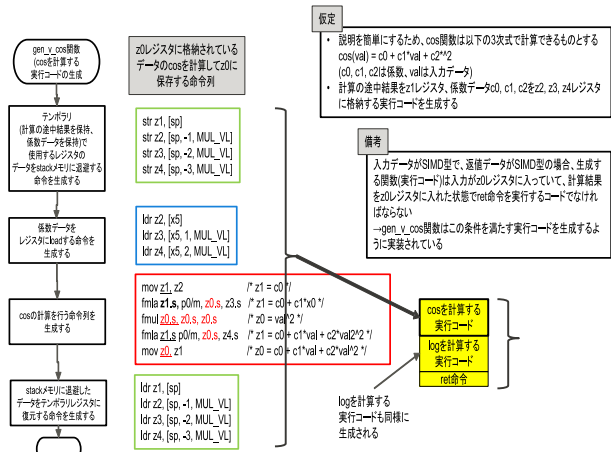 gen_v_cos関数
(cosを計算する
実行コードの生成
z0レジスタに格納されている
データのcosを計算してz0に
保存する命令列
仮定
• 説明を簡単にするため、cos関数は以下の3次式で計算できるものとする
cos(val) = c0 + c1*val + c2**^2
(c0, c1, c2は係数、valは入力データ)
• 計算の途中結果をz1レジスタ、係数データc0, c1, c2をz2, z3, z4レジスタ
に格納する実行コードを生成する
テンポラリ
(計算の途中結果を保持、
係数データを保持)で
使用するレジスタの
データをstackメモリに退避する
命令を生成する
str z1, [sp]
str z2, [sp, -1, MUL_VL]
str z3, [sp, -2, MUL_VL]
str z4, [sp, -3, MUL_VL]
備考
入力データがSIMD型で、返値データがSIMD型の場合、生成す
る関数(実行コード)は入力がz0レジスタに入っていて、計算結果
をz0レジスタに入れた状態でret命令を実行するコードでなけれ
ばならない
→gen_v_cos関数はこの条件を満たす実行コードを生成するよ
うに実装されている
係数データを
レジスタにloadする命令を
生成する
ldr z2, [x5]
ldr z3, [x5, 1, MUL_VL]
ldr z4, [x5, 2, MUL_VL]
cosの計算を行う命令列を
生成する
mov z1, z2 /* z1 = c0 */
fmla z1.s, p0/m, z0.s, z3.s /* z1 = c0 + c1*x0 */
fmul z0.s, z0.s, z0.s /* z0 = val^2 */
fmla z1.s p0/m, z0.s, z4.s /* z1 = c0 + c1*val + c2*val2^2 */
mov z0, z1 /* z0 = c0 + c1*val + c2*val^2 */
cosを計算する
実行コード
logを計算する
実行コード
ret命令
stackメモリに退避した
データをテンポラリレジスタに
復元する命令を生成する
ldr z1, [sp]
ldr z2, [sp, -1, MUL_VL]
ldr z3, [sp, -2, MUL_VL]
ldr z4, [sp, -3, MUL_VL]
logを計算する
実行コードも同様に
生成される